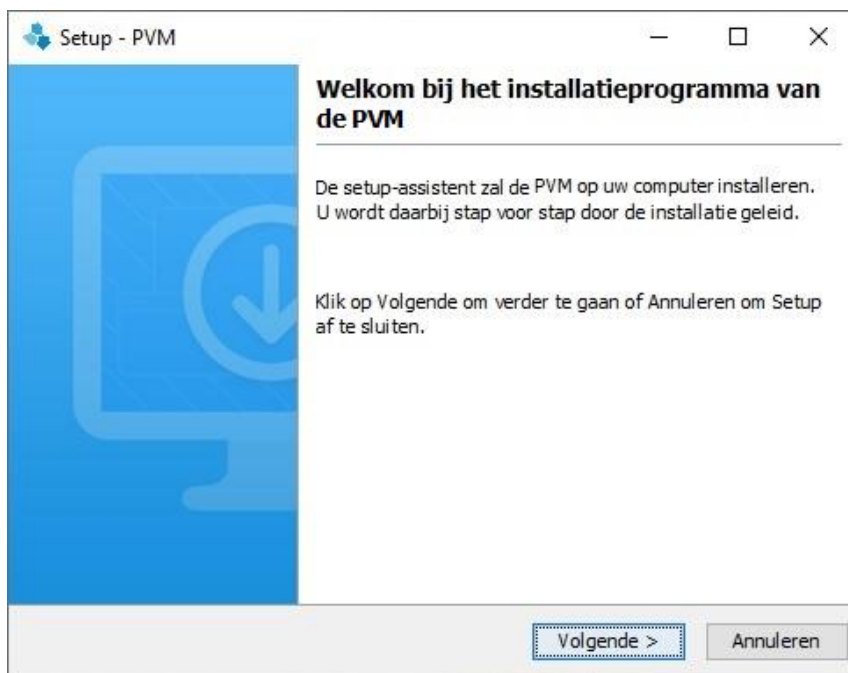 Setup - PVM
Welkom bij het installatieprogramma van
de PVM
De setup-assistent zal de PVM op uw computer installeren.
U wordt daarbij stap voor stap door de installatie geleid.
Klik op Volgende om verder te gaan of Annuleren om Setup
af te sluiten.
Volgende >
Annuleren